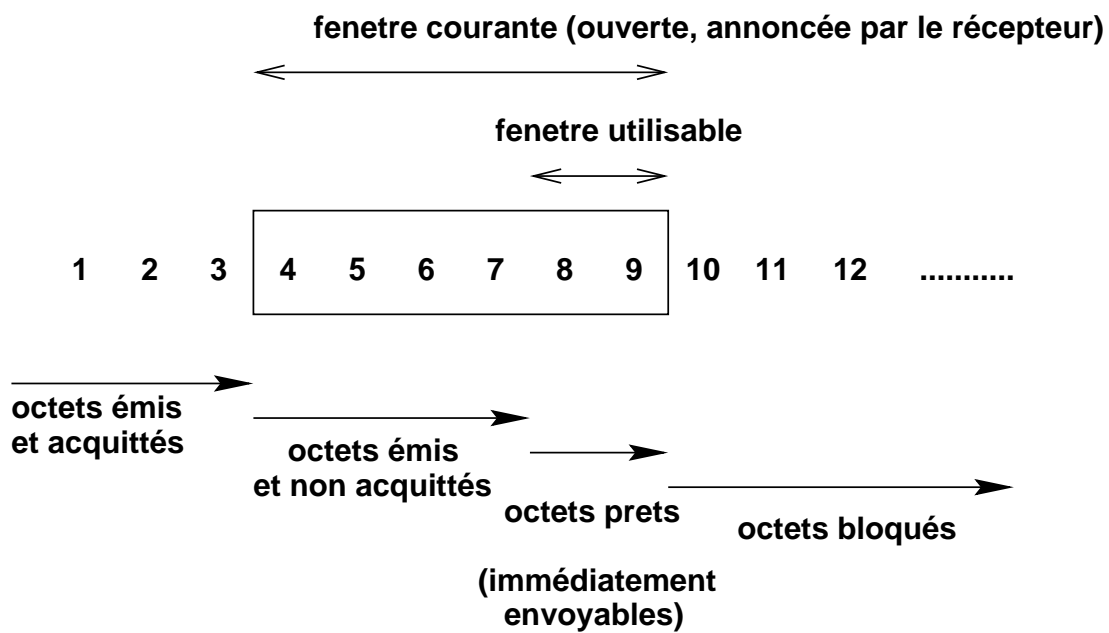 fenetre courante (ouverte, annoncée par le récepteur)
fenetre utilisable
1 2 3 4 5 6 7 8 9 10 11 12 ...........
octets émis
et acquittés
octets émis
et non acquittés
octets prets
octets bloqués
(immédiatement
envoyables)